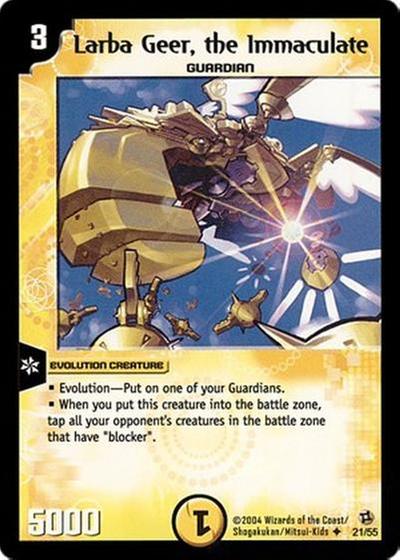 3 Larba Geer, the Immaculate
GUARDIAN
EVOLUTION CREATURE
▪ Evolution—Put on one of your Guardians.
▪ When you put this creature into the battle zone,
tap all your opponent's creatures in the battle zone
that have "blocker".
5000
1
©2004 Wizards of the Coast/
Shogakukan/Mitsui-Kids ♦ 21/55